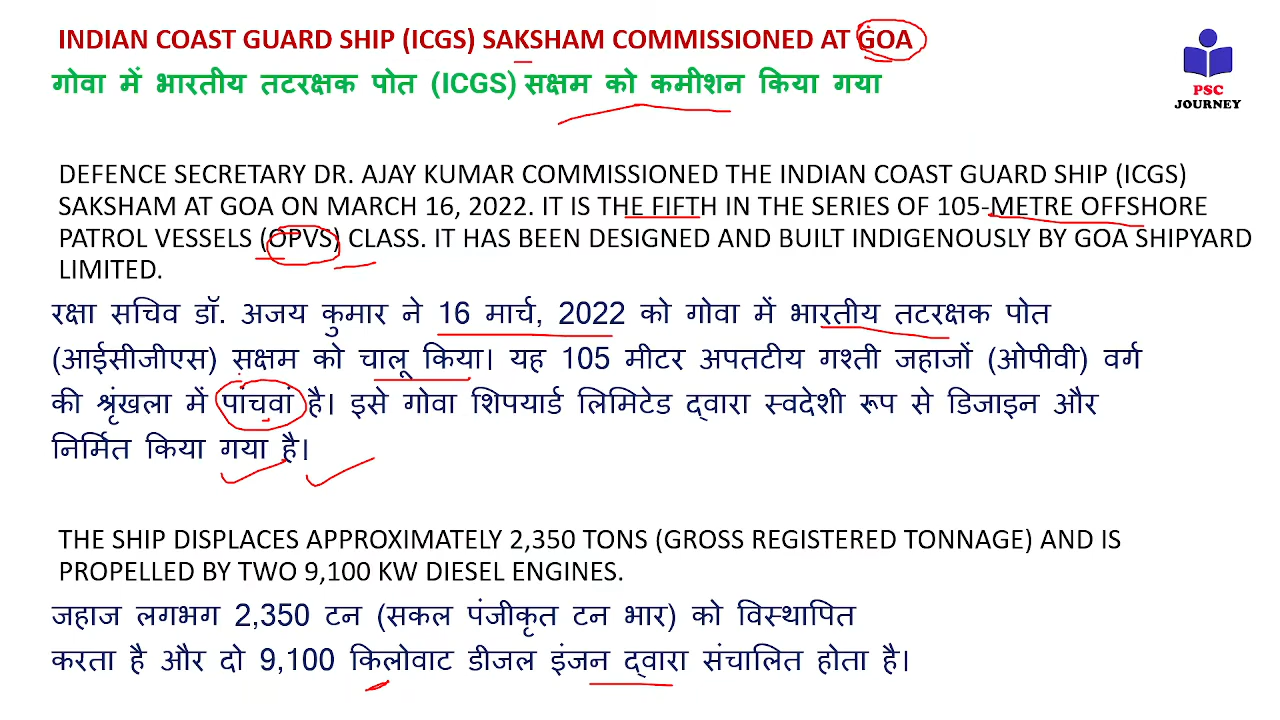 INDIAN COAST GUARD SHIP (ICGS) SAKSHAM COMMISSIONED AT GOA
गोवा में भारतीय तटरक्षक पोत (ICGS) सक्षम को कमीशन किया गया
PSC
JOURNEY
DEFENCE SECRETARY DR. AJAY KUMAR COMMISSIONED THE INDIAN COAST GUARD SHIP (ICGS)
SAKSHAM AT GOA ON MARCH 16, 2022. IT IS THE FIFTH IN THE SERIES OF 105-METRE OFFSHORE
PATROL VESSELS (OPVS) CLASS. IT HAS BEEN DESIGNED AND BUILT INDIGENOUSLY BY GOA SHIPYARD
LIMITED.
रक्षा सचिव डॉ. अजय कुमार ने 16 मार्च, 2022 को गोवा में भारतीय तटरक्षक पोत
(आईसीजीएस) सक्षम को चालू किया। यह 105 मीटर अपतटीय गश्ती जहाजों (ओपीवी) वर्ग
की श्रृंखला में पांचवां है। इसे गोवा शिपयार्ड लिमिटेड द्वारा स्वदेशी रूप से डिजाइन और
निर्मित किया गया है।
THE SHIP DISPLACES APPROXIMATELY 2,350 TONS (GROSS REGISTERED TONNAGE) AND IS
PROPELLED BY TWO 9,100 KW DIESEL ENGINES.
जहाज लगभग 2,350 टन (सकल पंजीकृत टन भार) को विस्थापित
करता है और दो 9,100 किलोवाट डीजल इंजन द्वारा संचालित होता है।